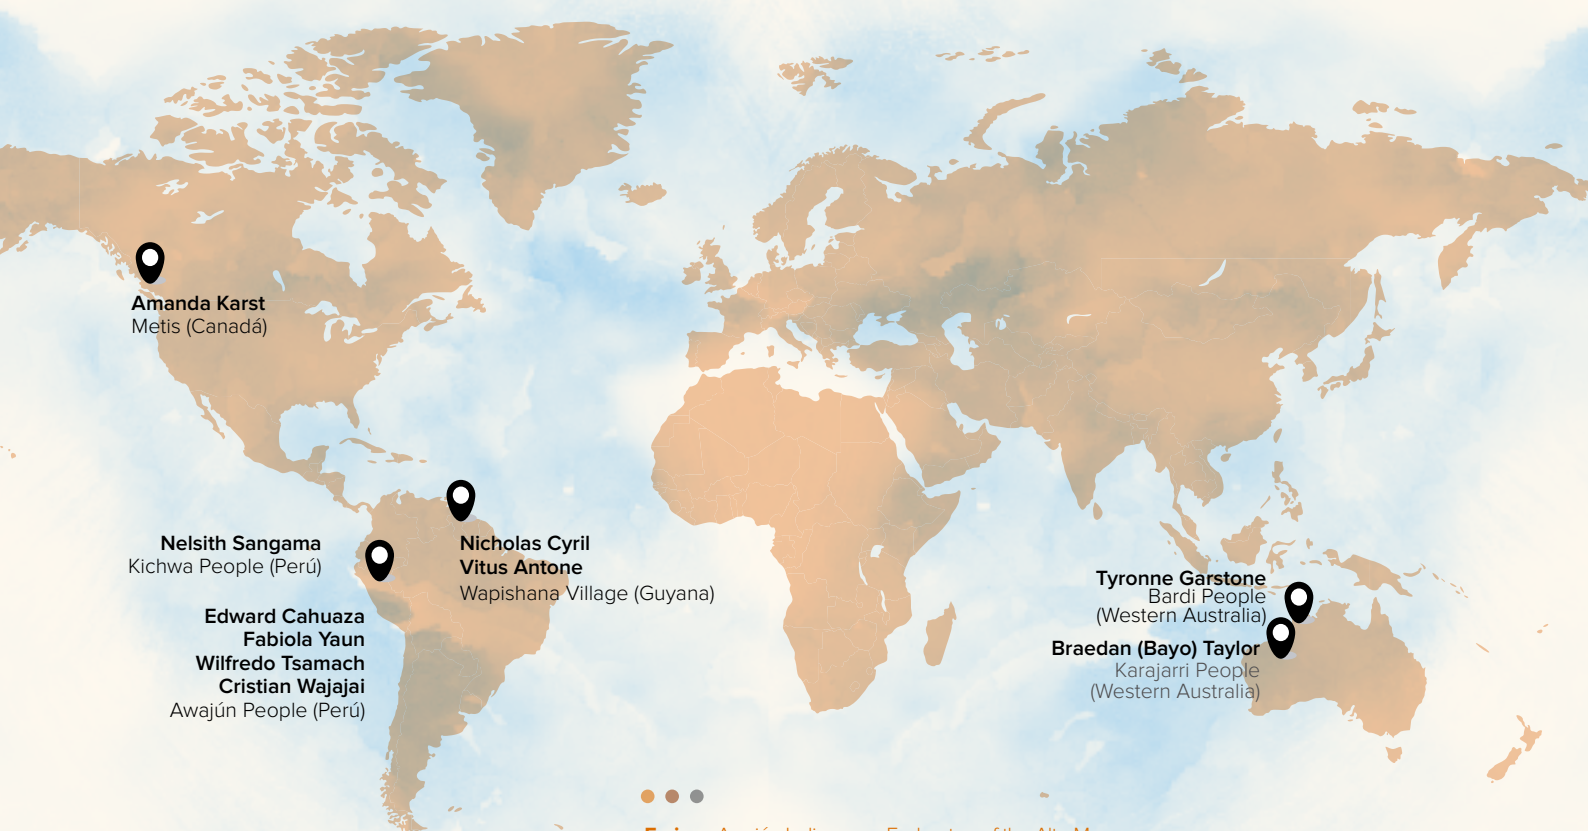 Amanda Karst
Metis (Canadá)
Nelsith Sangama
Kichwa People (Perú)
Nicholas Cyril
Vitus Antone
Wapishana Village (Guyana)
Edward Cahuaza
Fabiola Yaun
Wilfredo Tsamach
Cristian Wajajai
Awajún People (Perú)
Tyronne Garstone
Bardi People
(Western Australia)
Braedan (Bayo) Taylor
Karajarri People
(Western Australia)